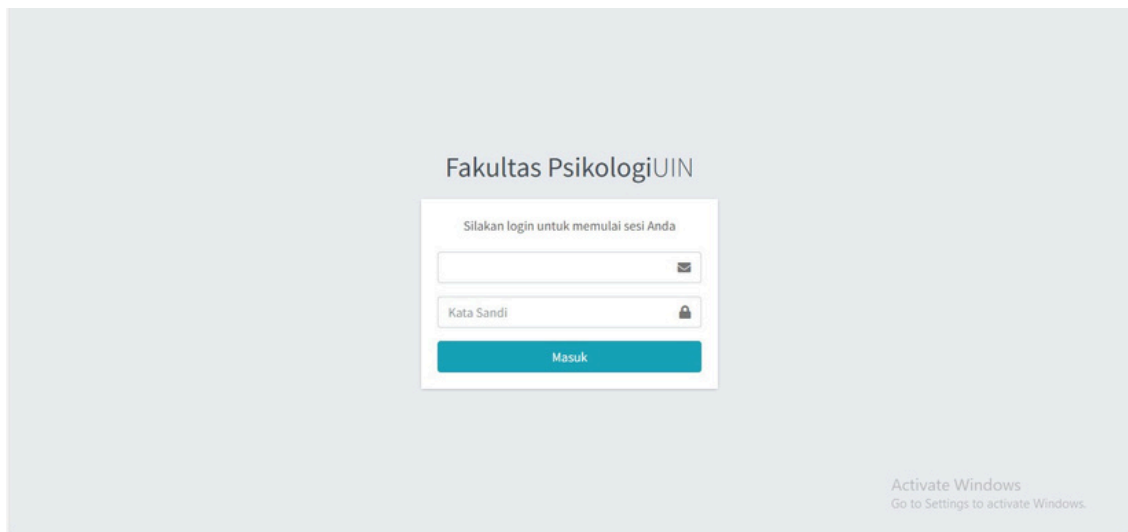 Fakultas PsikologiUIN
Silakan login untuk memulai sesi Anda
Kata Sandi
Masuk
Activate Windows
Go to Settings to activate Windows.